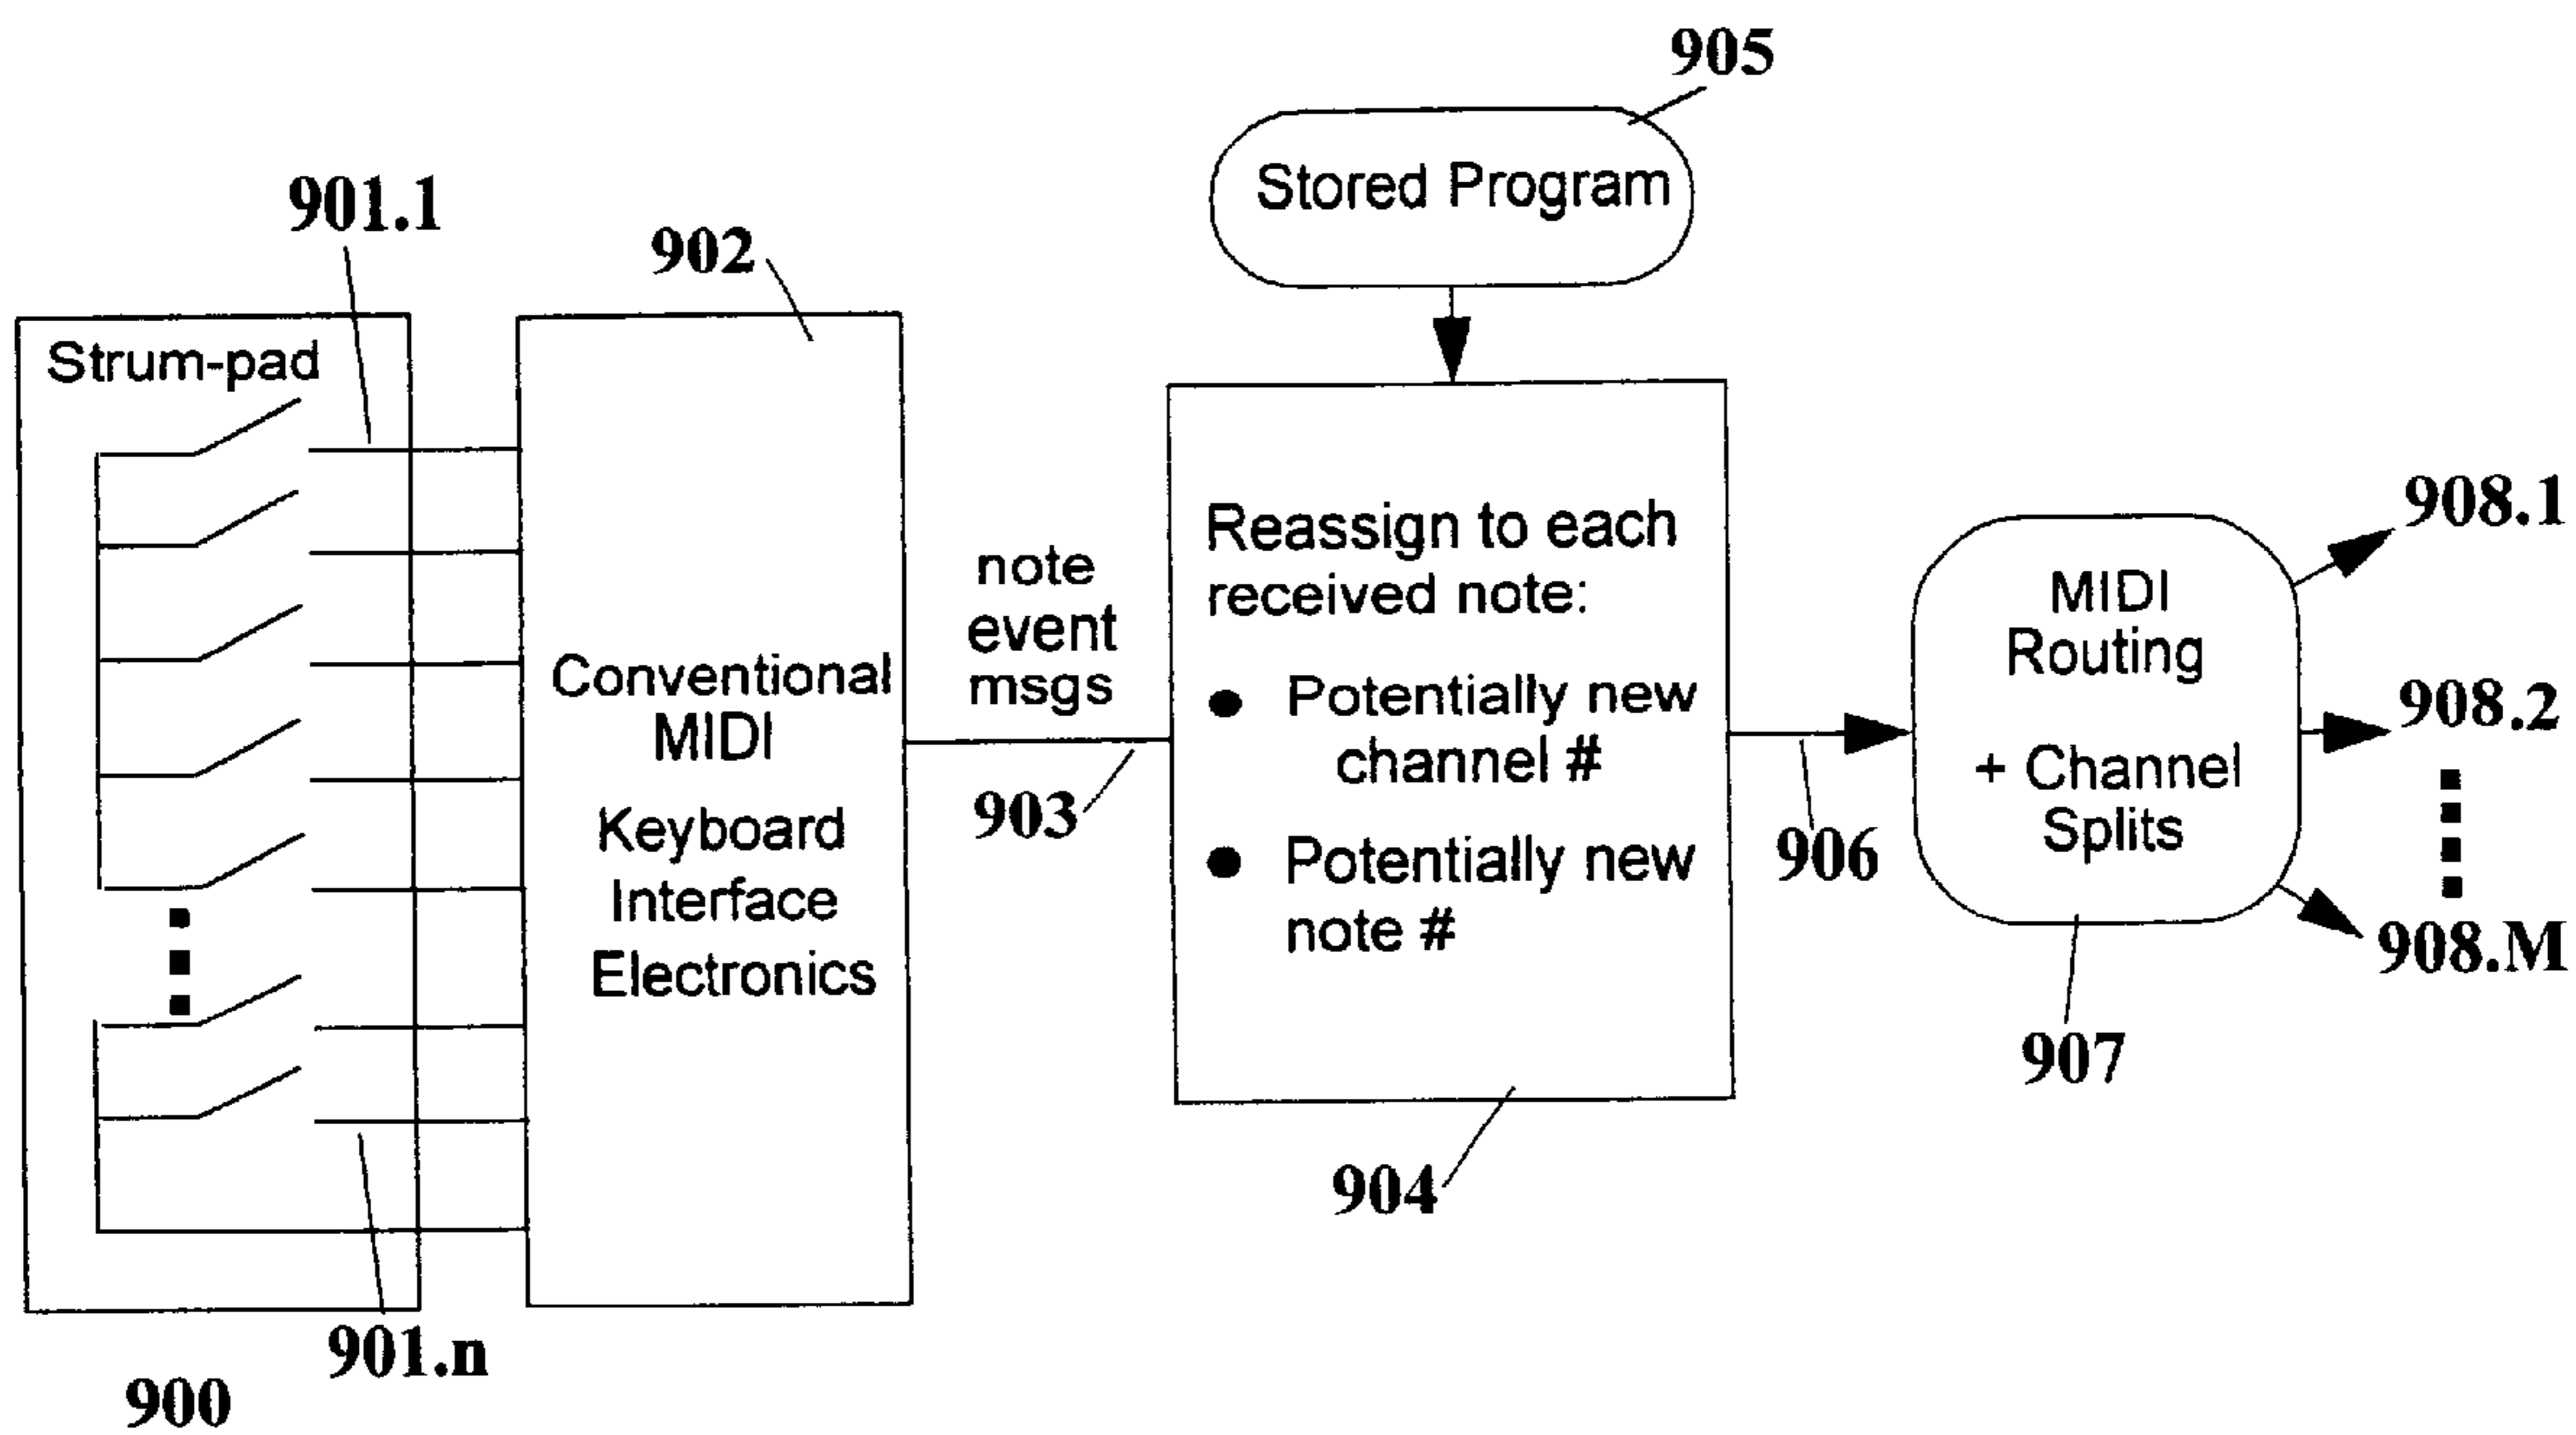 905
Stored Program
901.1
902
Strum-pad
Conventional
MIDI
Keyboard
Interface
Electronics
note
event
msgs
903
Reassign to each
received note:
● Potentially new
channel #
● Potentially new
note #
904
906
MIDI
Routing
+ Channel
Splits
907
908.1
908.2
908.M
901.n
900